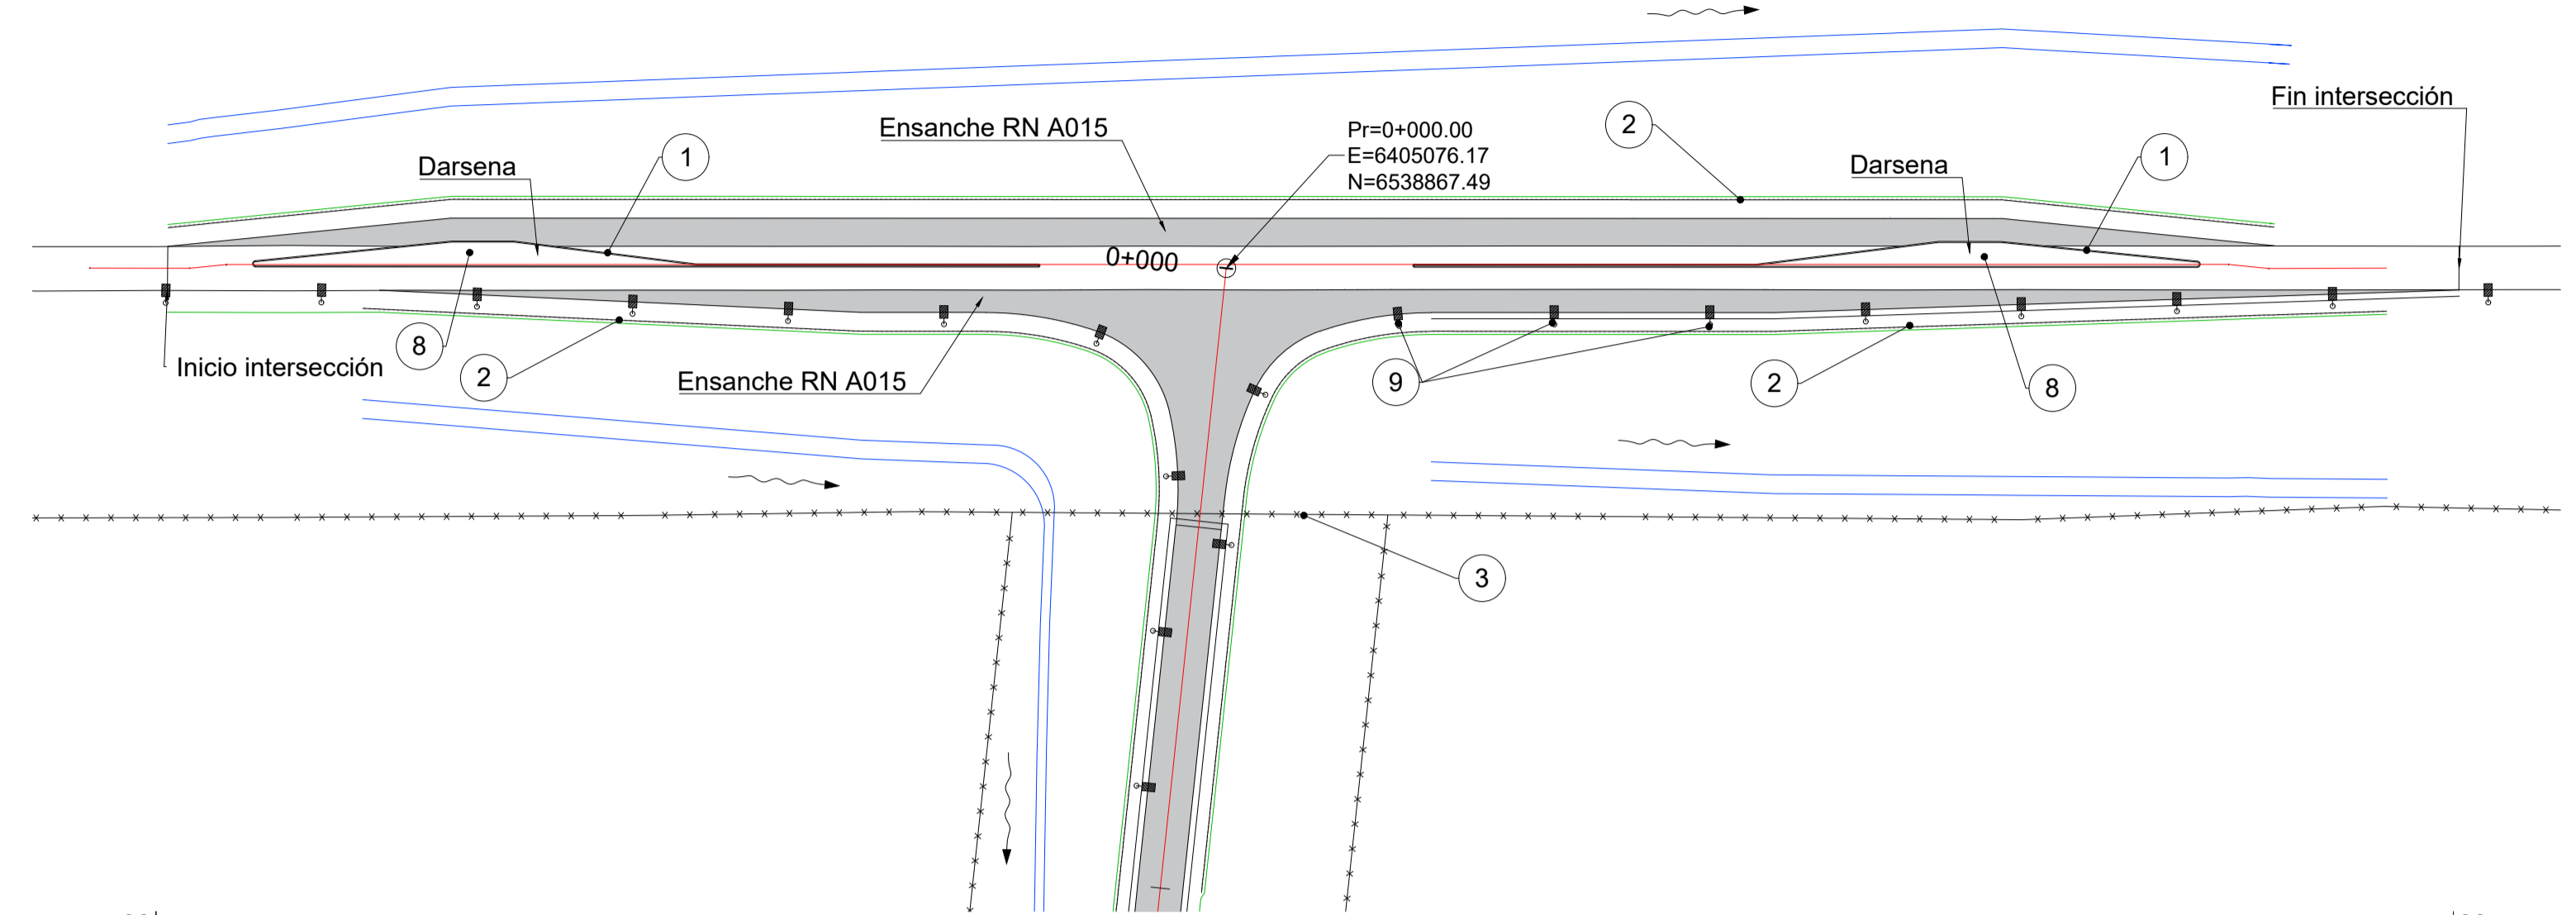 Fin intersección
Ensanche RN A015
2
Pr=0+000.00
E=6405076.17
N=6538867.49
Darsena
1
Darsena
1
0+000
8
Inicio intersección
2
Ensanche RN A015
9
2
8
3